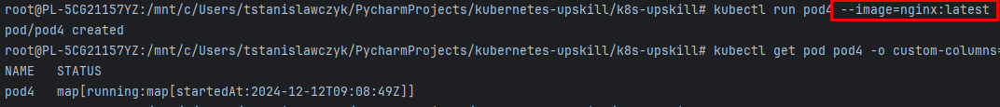 root@PL-5CG21157YZ:/mnt/c/Users/tstanislawczyk/PycharmProjects/kubernetes-upskill/k8s-upskill# kubectl run pod4 --image=nginx:latest
pod/pod4 created
root@PL-5CG21157YZ:/mnt/c/Users/tstanislawczyk/PycharmProjects/kubernetes-upskill/k8s-upskill# kubectl get pod pod4 -o custom-columns=
NAME   STATUS
pod4   map[running:map[startedAt:2024-12-12T09:08:49Z]]